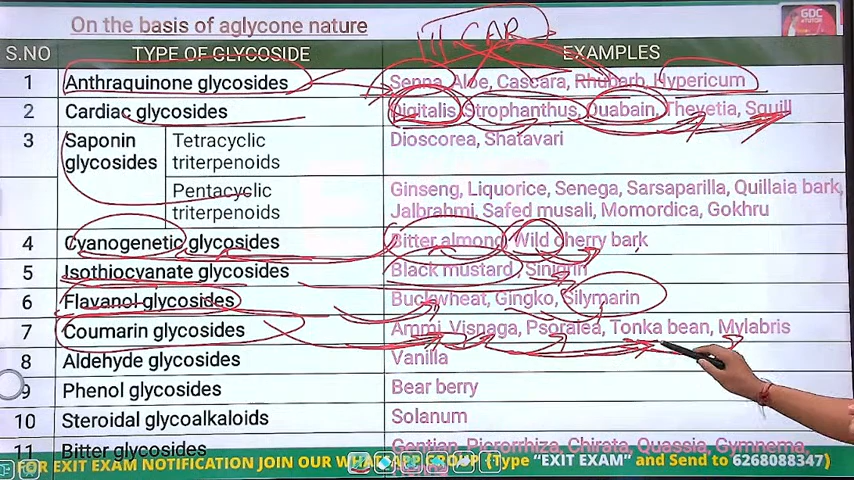 On the basis of aglycone nature
III CAR
GDC
S.NO TYPE OF GLYCOSIDE EXAMPLES
1 Anthraquinone glycosides Senna, Aloe, Cascara, Rhubarb, Hypericum
2 Cardiac glycosides Digitalis, Strophanthus, Ouabain, Thevetia, Squill
3 Saponin glycosides Tetracyclic triterpenoids Dioscorea, Shatavari
Pentacyclic triterpenoids Ginseng, Liquorice, Senega, Sarsaparilla, Quillaia bark,
Jalbrahmi, Safed musali, Momordica, Gokhru
4 Cyanogenetic glycosides Bitter almond, Wild cherry bark
5 Isothiocyanate glycosides Black mustard, Sinigrin
6 Flavanol glycosides Buckwheat, Gingko, Silymarin
7 Coumarin glycosides Ammi, Visnaga, Psoralea, Tonka bean, Mylabris
8 Aldehyde glycosides Vanilla
9 Phenol glycosides Bear berry
10 Steroidal glycoalkaloids Solanum
11 Bitter glycosides Gentian, Picrorrhiza, Chirata, Quassia, Gymnema,
FOR EXIT EXAM NOTIFICATION JOIN OUR WHATAPP GROUP (Type “EXIT EXAM” and Send to 6268088347)